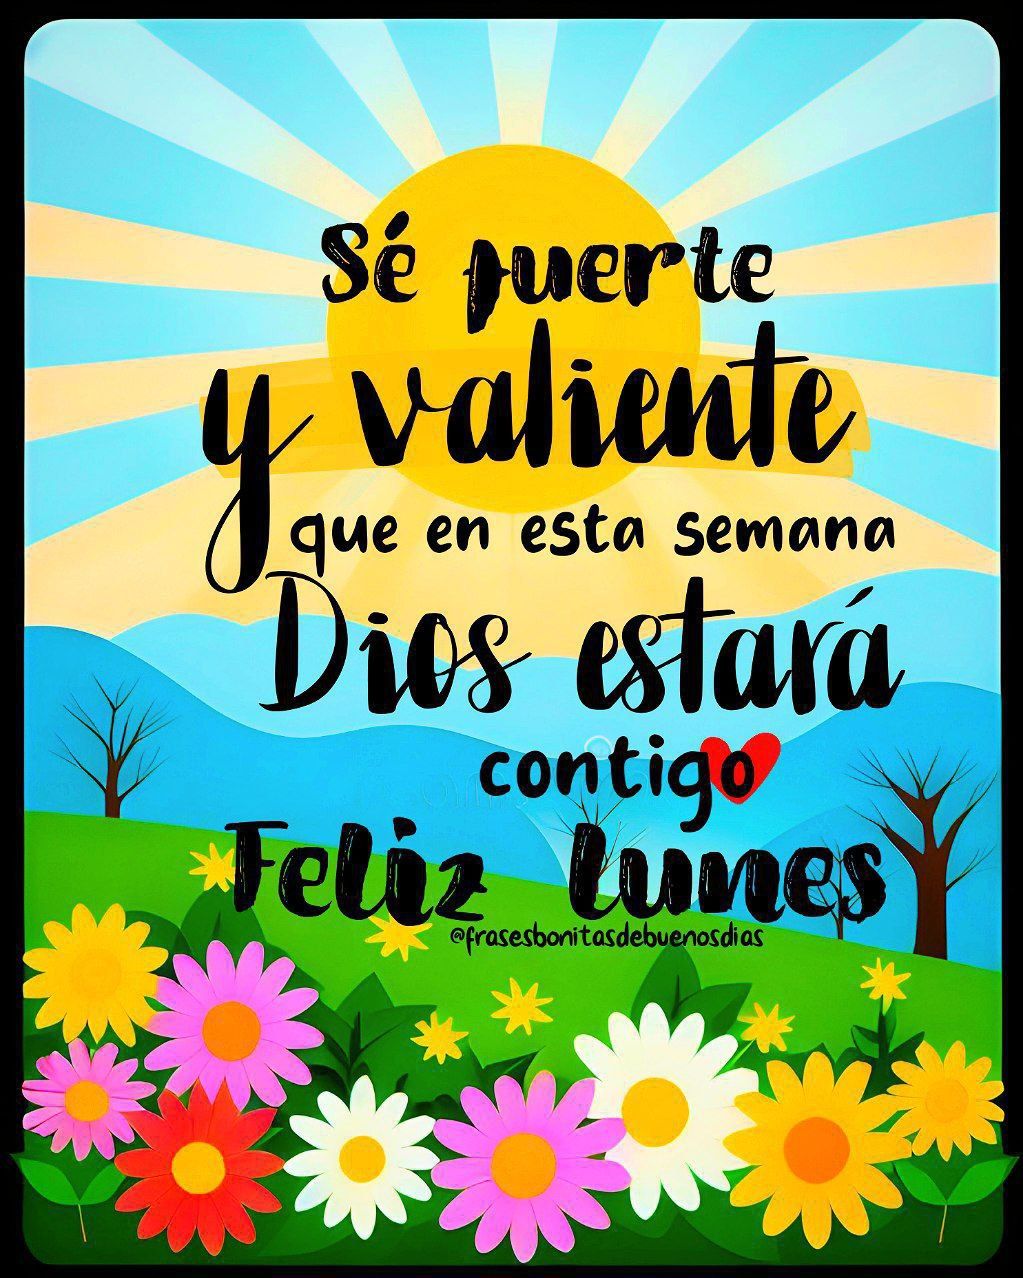 Sé fuerte
y valiente
que en esta semana
Dios estará
contigo
Feliz lunes
@frasesbonitasdebuenosdias